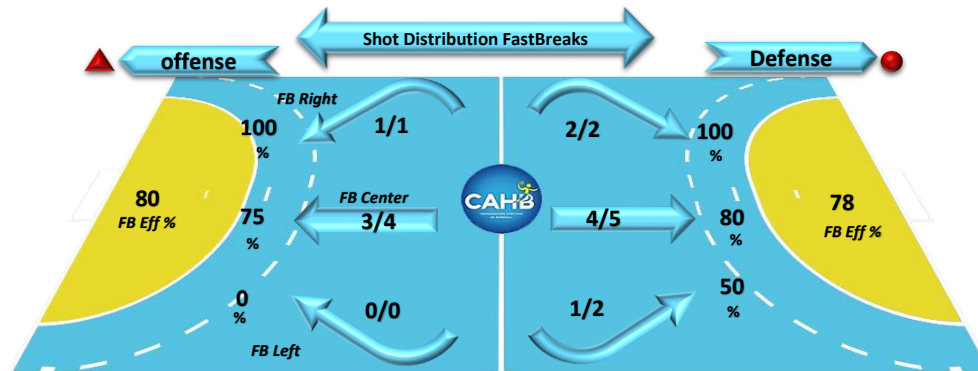 Shot Distribution FastBreaks
offense
Defense
FB Right
1/1
2/2
100
%
100
%
FB Center
3/4
4/5
80
FB Eff %
75
%
80
%
78
FB Eff %
CAHB
0
%
0/0
1/2
50
%
FB Left